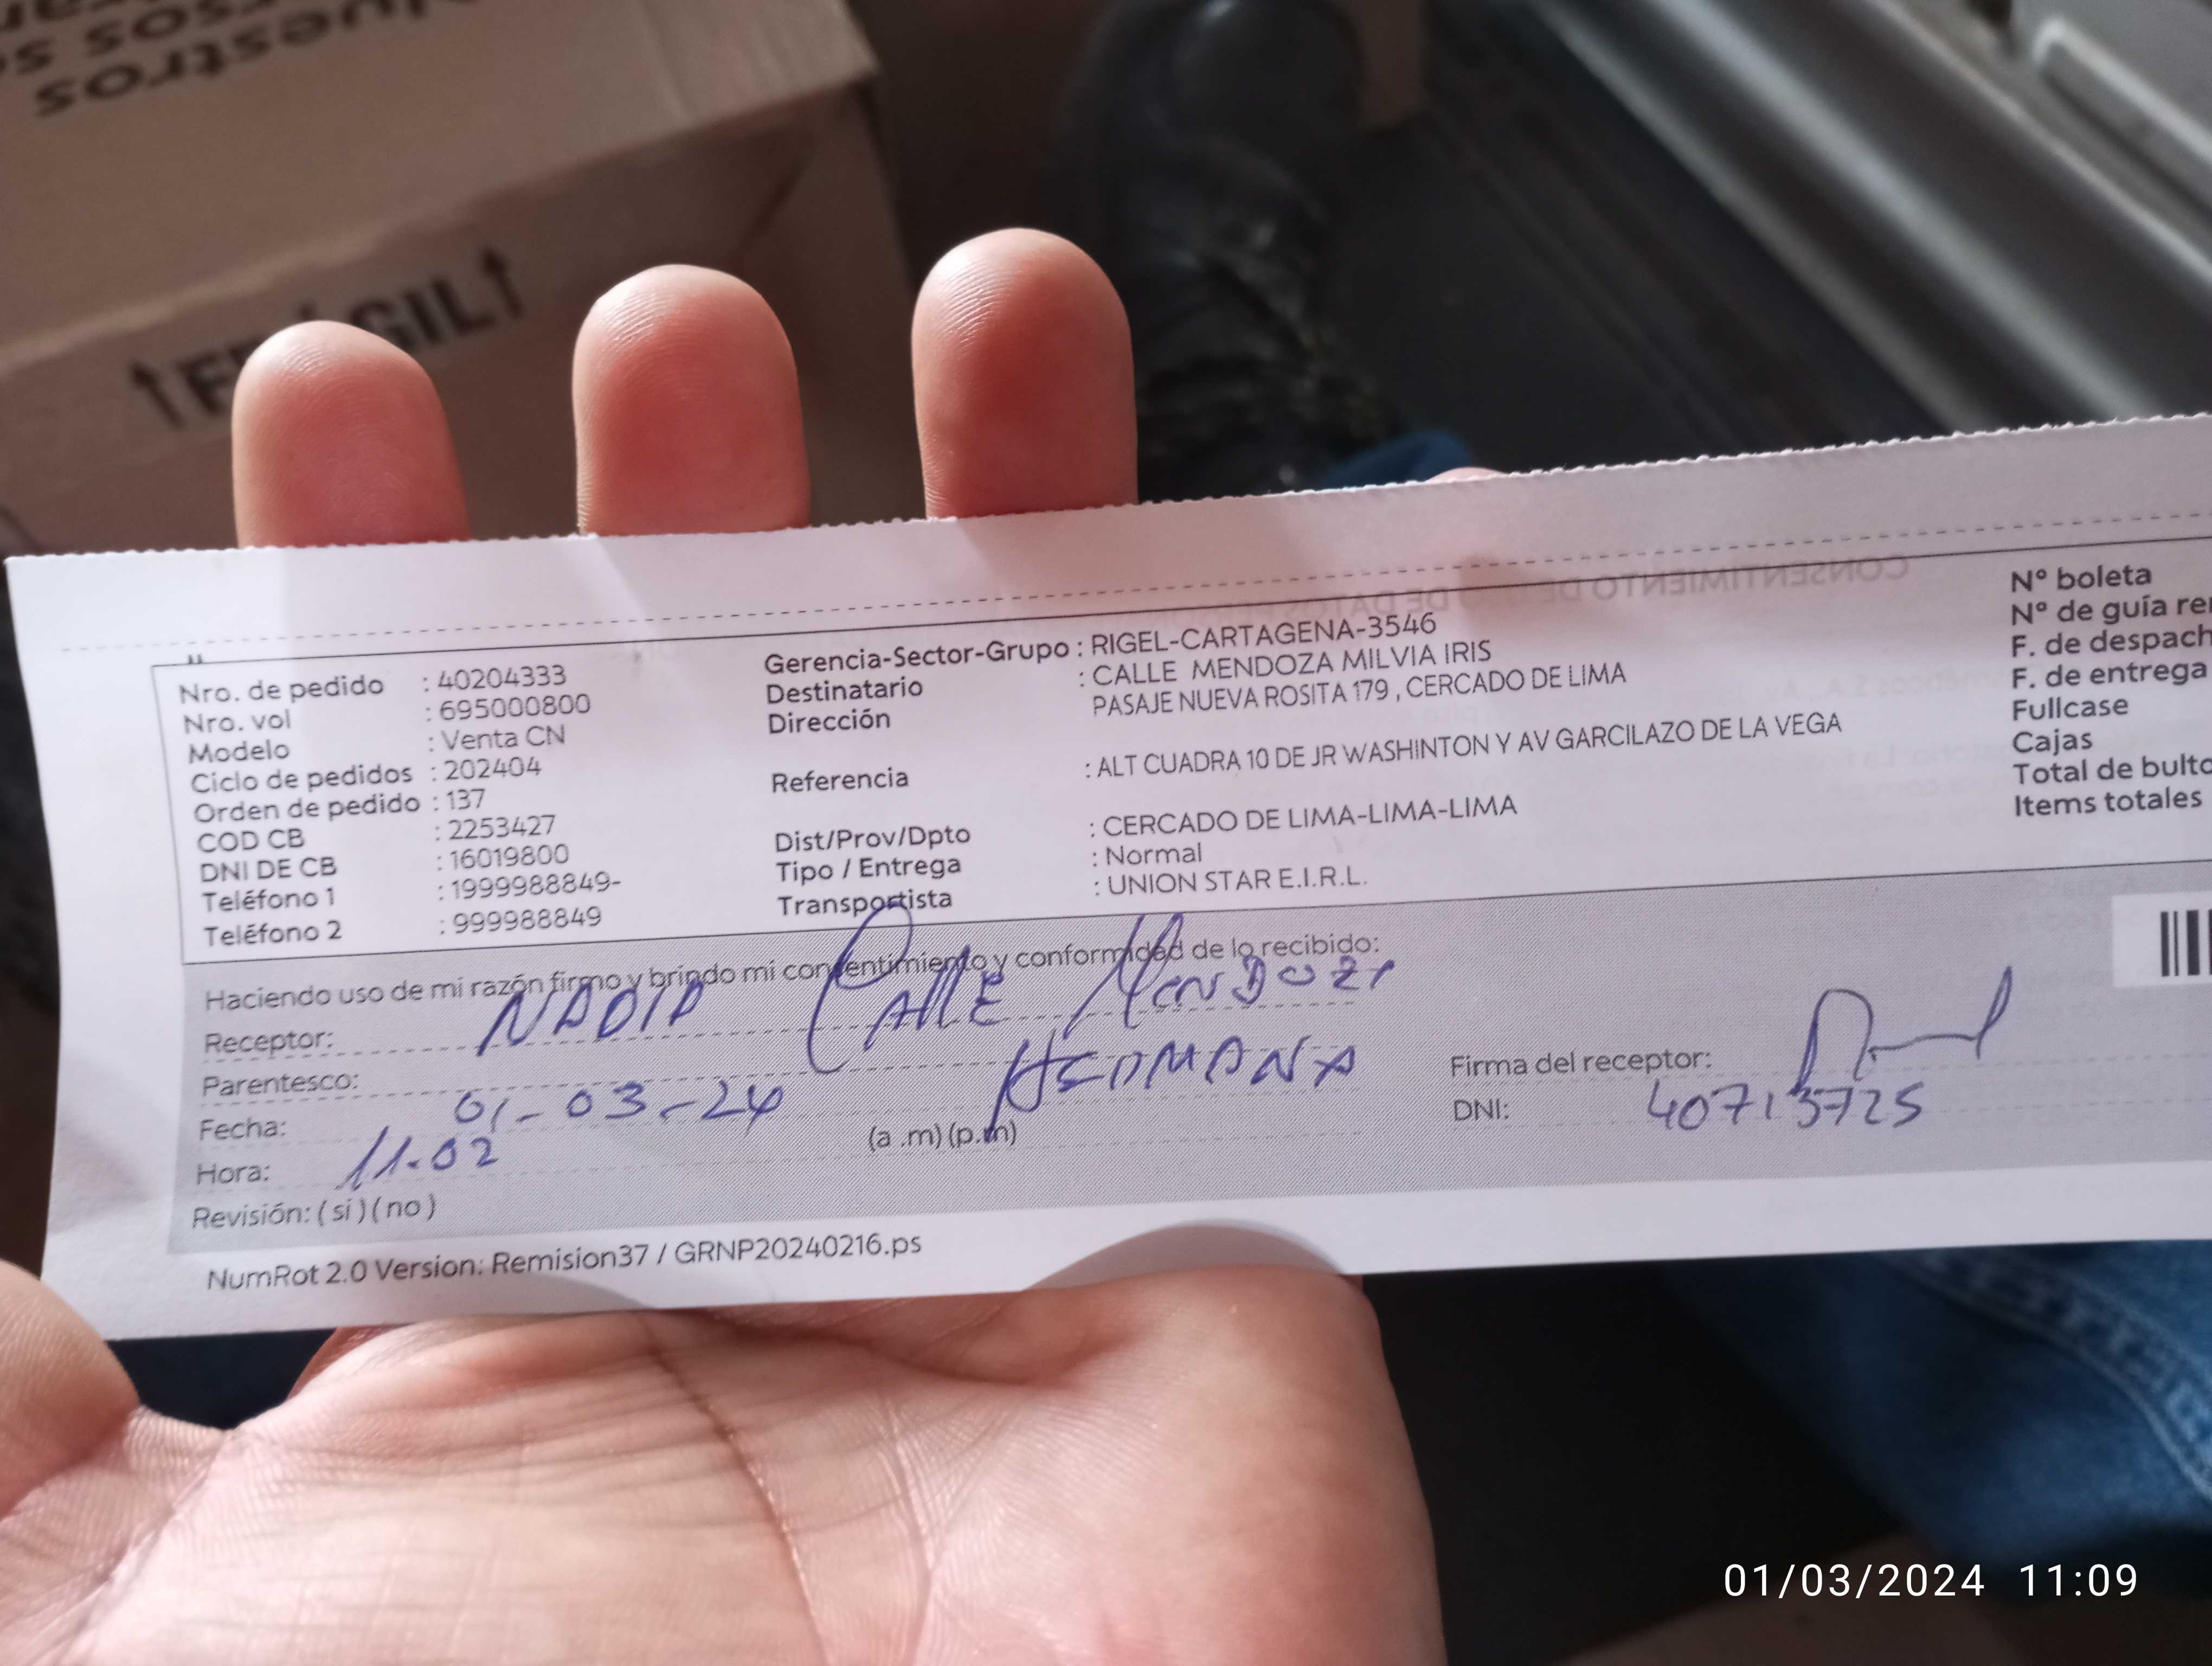 Nuestros
FRÁGIL
CONSENTIMIENTO DE
Nro. de pedido : 40204333
Nro. vol : 695000800
Modelo : Venta CN
Ciclo de pedidos : 202404
Orden de pedido : 137
COD CB : 2253427
DNI DE CB : 16019800
Teléfono 1 : 1999988849-
Teléfono 2 : 999988849
Gerencia-Sector-Grupo : RIGEL-CARTAGENA-3546
Destinatario : CALLE MENDOZA MILVIA IRIS
Dirección PASAJE NUEVA ROSITA 179 , CERCADO DE LIMA
Referencia : ALT CUADRA 10 DE JR WASHINTON Y AV GARCILAZO DE LA VEGA
Dist/Prov/Dpto : CERCADO DE LIMA-LIMA-LIMA
Tipo / Entrega : Normal
Transportista : UNION STAR E.I.R.L.
Nº boleta
Nº de guía
F. de despach
F. de entrega
Fullcase
Cajas
Total de bulto
Items totales
Haciendo uso de mi razón firmo y brindo mi consentimiento y conformidad de lo recibido:
Receptor: NADIA CALLE MENDOZA
Parentesco: HERMANA
Fecha: 01-03-24
Hora: 11.02 (a .m) (p.m)
Revisión: ( si ) ( no )
Firma del receptor:
DNI: 40713725
NumRot 2.0 Version: Remision37 / GRNP20240216.ps
01/03/2024 11:09